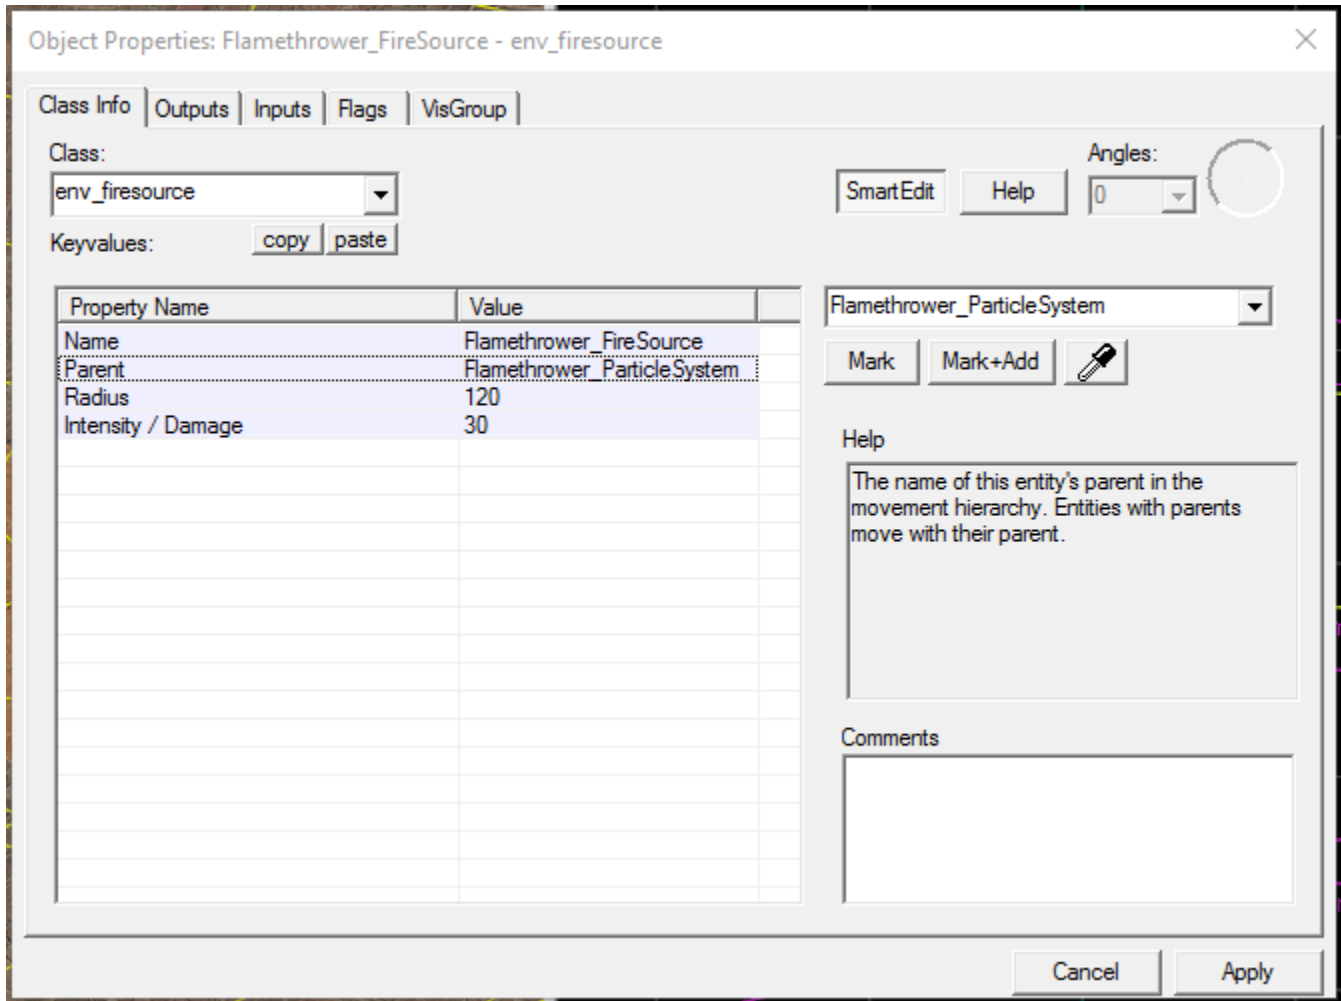 Object Properties: Flamethrower_FireSource - env_firesource
Class Info Outputs Inputs Flags VisGroup
Class:
env_firesource
SmartEdit Help
Angles:
0
Keyvalues: copy paste
Property Name Value
Name Flamethrower_FireSource
Parent Flamethrower_ParticleSystem
Radius 120
Intensity / Damage 30
Flamethrower_ParticleSystem
Mark Mark+Add
Help
The name of this entity's parent in the
movement hierarchy. Entities with parents
move with their parent.
Comments
Cancel Apply